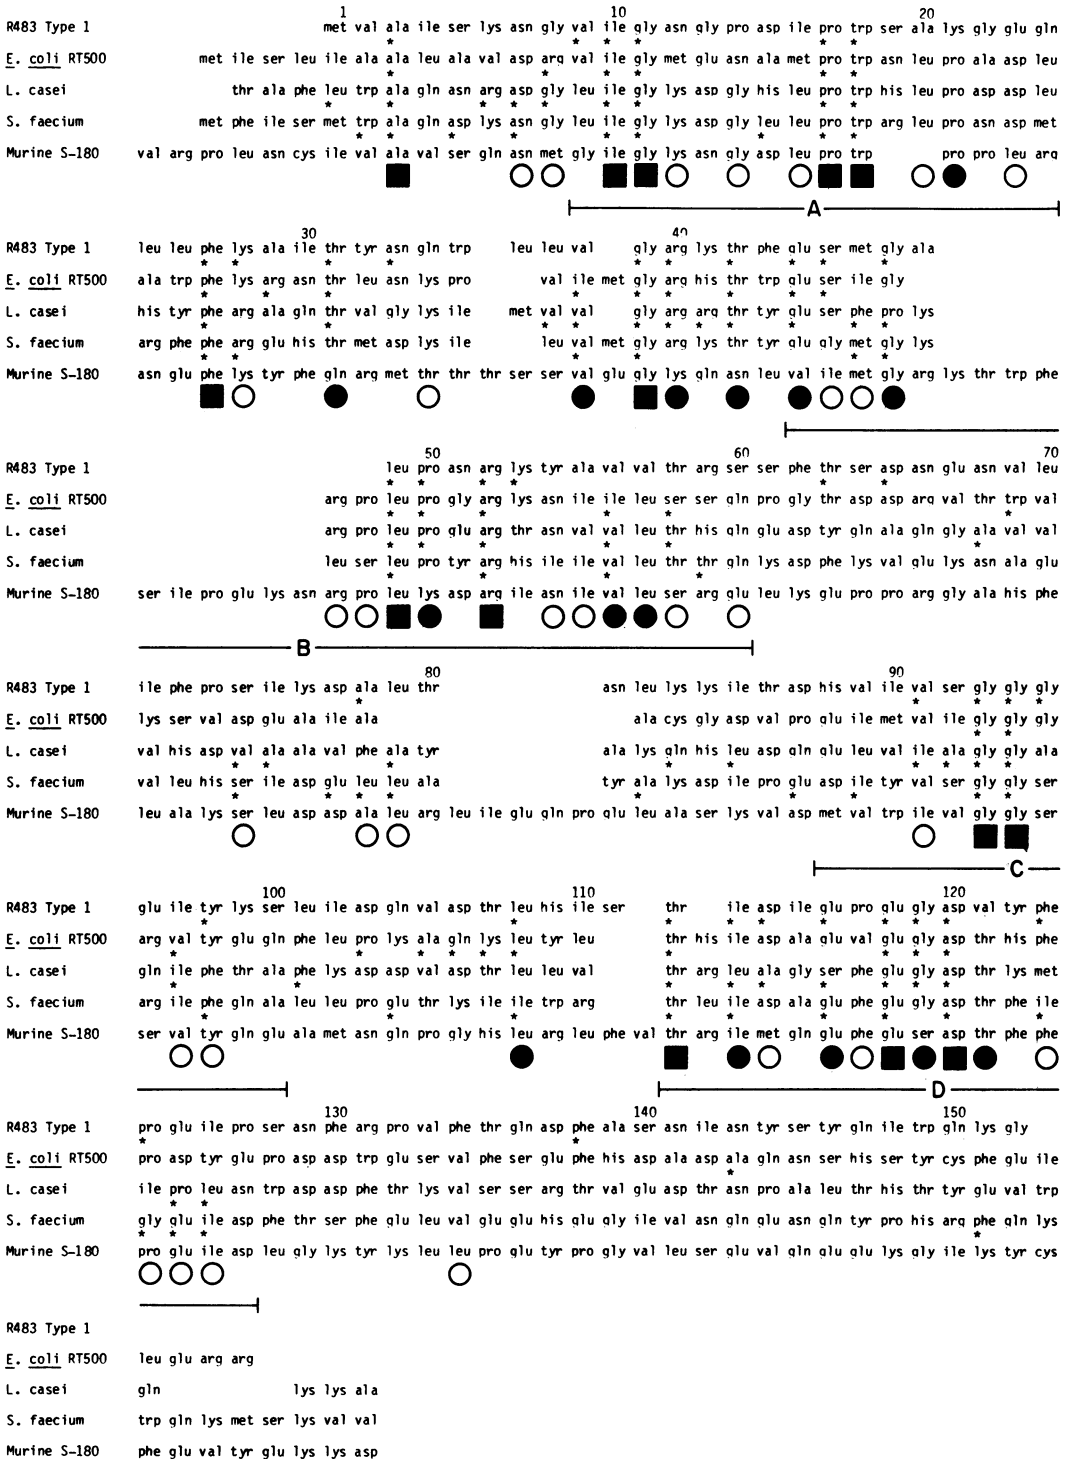 1 10 20
R483 Type 1 met val ala ile ser lys asn gly val ile gly asn gly pro asp ile pro trp ser ala lys gly glu gln
* * * * * *
E. coli RT500 met ile ser leu ile ala ala leu ala val asp arg val ile gly met glu asn ala met pro trp asn leu pro ala asp leu
* * * * * *
L. casei thr ala phe leu trp ala gln asn arg asp gly leu ile gly lys asp gly his leu pro trp his leu pro asp asp leu
* * * * * * * * *
S. faecium met phe ile ser met trp ala gln asp lys asn gly leu ile gly lys asp gly leu leu pro trp arg leu pro asn asp met
* * * * * * * * * *
Murine S-180 val arg pro leu asn cys ile val ala val ser gln asn met gly ile gly lys asn gly asp leu pro trp pro pro leu arg
A
30 40
R483 Type 1 leu leu phe lys ala ile thr tyr asn gln trp leu leu val gly arg lys thr phe glu ser met gly ala
* * * * * * * * * *
E. coli RT500 ala trp phe lys arg asn thr leu asn lys pro val ile met gly arg his thr trp glu ser ile gly
* * * * * * * * *
L. casei his tyr phe arg ala gln thr val gly lys ile met val val gly arg arg thr tyr glu ser phe pro lys
* * * * * * * * * * * *
S. faecium arg phe phe arg glu his thr met asp lys ile leu val met gly arg lys thr tyr glu gly met gly lys
* * * * * *
Murine S-180 asn glu phe lys tyr phe gln arg met thr thr thr ser ser val glu gly lys gln asn leu val ile met gly arg lys thr trp phe
50 60 70
R483 Type 1 leu pro asn arg lys tyr ala val val thr arg ser ser phe thr ser asp asn glu asn val leu
* * * * * *
E. coli RT500 arg pro leu pro gly arg lys asn ile ile leu ser ser gln pro gly thr asp asp arg val thr trp val
* * * * * *
L. casei arg pro leu pro glu arg thr asn val val leu thr his gln glu asp tyr gln ala gln gly ala val val
* * * * * *
S. faecium leu ser leu pro tyr arg his ile ile val leu thr thr gln lys asp phe lys val glu lys asn ala glu
* * * *
Murine S-180 ser ile pro glu lys asn arg pro leu lys asp arg ile asn ile val leu ser arg glu leu lys glu pro pro arg gly ala his phe
B
80 90
R483 Type 1 ile phe pro ser ile lys asp ala leu thr asn leu lys lys ile thr asp his val ile val ser gly gly gly
* * * * *
E. coli RT500 lys ser val asp glu ala ile ala ala cys gly asp val pro glu ile met val ile gly gly gly
* *
L. casei val his asp val ala ala val phe ala tyr ala lys gln his leu asp gln glu leu val ile ala gly gly ala
* * * * * * * * *
S. faecium val leu his ser ile asp glu leu leu ala tyr ala lys asp ile pro glu asp ile tyr val ser gly gly ser
* * * * * * * * *
Murine S-180 leu ala lys ser leu asp asp ala leu arg leu ile glu gln pro glu leu ala ser lys val asp met val trp ile val gly gly ser
C
100 110 120
R483 Type 1 glu ile tyr lys ser leu ile asp gln val asp thr leu his ile ser thr ile asp ile glu pro glu gly asp val tyr phe
* * * * * * * * *
E. coli RT500 arg val tyr glu gln phe leu pro lys ala gln lys leu tyr leu thr his ile asp ala glu val glu gly asp thr his phe
* * * * * * * * * *
L. casei gln ile phe thr ala phe lys asp asp val asp thr leu leu val thr arg leu ala gly ser phe glu gly asp thr lys met
* * * * * * * *
S. faecium arg ile phe gln ala leu leu pro glu thr lys ile ile trp arg thr leu ile asp ala glu phe glu gly asp thr phe ile
* * * * * * * * * *
Murine S-180 ser val tyr gln glu ala met asn gln pro gly his leu arg leu phe val thr arg ile met gln glu phe glu ser asp thr phe phe
D
130 140 150
R483 Type 1 pro glu ile pro ser asn phe arg pro val phe thr gln asp phe ala ser asn ile asn tyr ser tyr gln ile trp gln lys gly
* *
E. coli RT500 pro asp tyr glu pro asp asp trp glu ser val phe ser glu phe his asp ala asp ala gln asn ser his ser tyr cys phe glu ile
*
L. casei ile pro leu asn trp asp asp phe thr lys val ser ser arg thr val glu asp thr asn pro ala leu thr his thr tyr glu val trp
* *
S. faecium gly glu ile asp phe thr ser phe glu leu val glu glu his glu gly ile val asn gln glu asn gln tyr pro his arg phe gln lys
* * * *
Murine S-180 pro glu ile asp leu gly lys tyr lys leu leu pro glu tyr pro gly val leu ser glu val gln glu glu lys gly ile lys tyr cys
R483 Type 1
E. coli RT500 leu glu arg arg
L. casei gln lys lys ala
S. faecium trp gln lys met ser lys val val
Murine S-180 phe glu val tyr glu lys lys asp